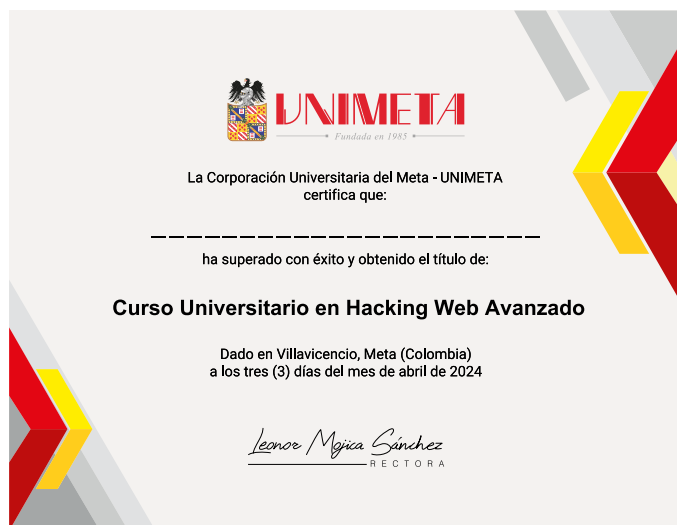 UNIMETA
Fundada en 1985
La Corporación Universitaria del Meta - UNIMETA
certifica que:
ha superado con éxito y obtenido el título de:
Curso Universitario en Hacking Web Avanzado
Dado en Villavicencio, Meta (Colombia)
a los tres (3) días del mes de abril de 2024
Leonor Mojica Sánchez
RECTORA